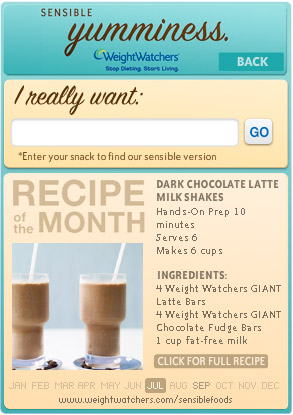 SENSIBLE
yumminess.
WeightWatchers
Stop Dieting. Start Living.
BACK
I really want:
GO
*Enter your snack to find our sensible version
RECIPE
of the
MONTH
DARK CHOCOLATE LATTE
MILK SHAKES
Hands-On Prep 10
minutes
Serves 6
Makes 6 cups
INGREDIENTS:
4 Weight Watchers GIANT
Latte Bars
4 Weight Watchers GIANT
Chocolate Fudge Bars
1 cup fat-free milk
CLICK FOR FULL RECIPE
JAN FEB MAR APR MAY JUN JUL AUG SEP OCT NOV DEC
www.weightwatchers.com/sensiblefoods